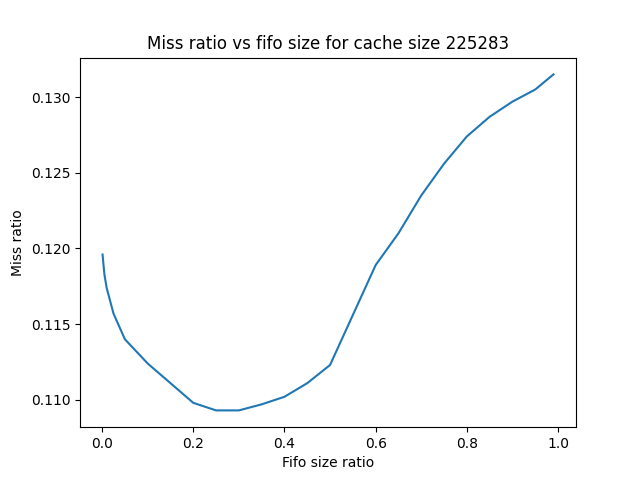 Miss ratio vs fifo size for cache size 225283
0.130
0.125
0.120
0.115
0.110
Miss ratio
0.0 0.2 0.4 0.6 0.8 1.0
Fifo size ratio